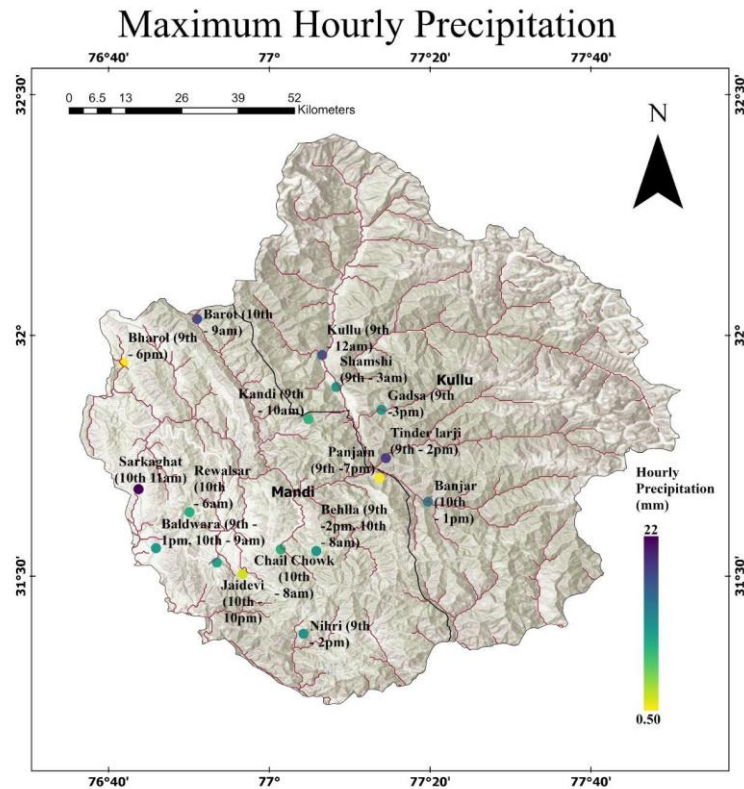 Maximum Hourly Precipitation
76°40' 77°0 77°20' 77°40'
32°30' 32°30'
0 6.5 13 26 39 52
Kilometers
N
Barot (10th
- 9am)
Bharol (9th
- 6pm)
Kullu (9th
12am)
Shamshi
(9th - 3am)
Kullu
Kandi (9th
- 10am)
Gadsa (9th
-3pm)
Tinder larji
(9th - 2pm)
Panjain
(9th -7pm)
Sarkaghat
(10th 11am)
Rewalsar
(10th
- 6am)
Mandi
Banjar
(10th
- 1pm)
Behlla (9th
-2pm, 10th
- 8am)
Baldwara (9th -
1pm, 10th - 9am)
Chail Chowk
(10th
- 8am)
Jaidevi
(10th -
10pm)
Nihri (9th
- 2pm)
Hourly
Precipitation
(mm)
22
0.50
32° 32°
31°30' 31°30'
76°40' 77°0 77°20' 77°40'